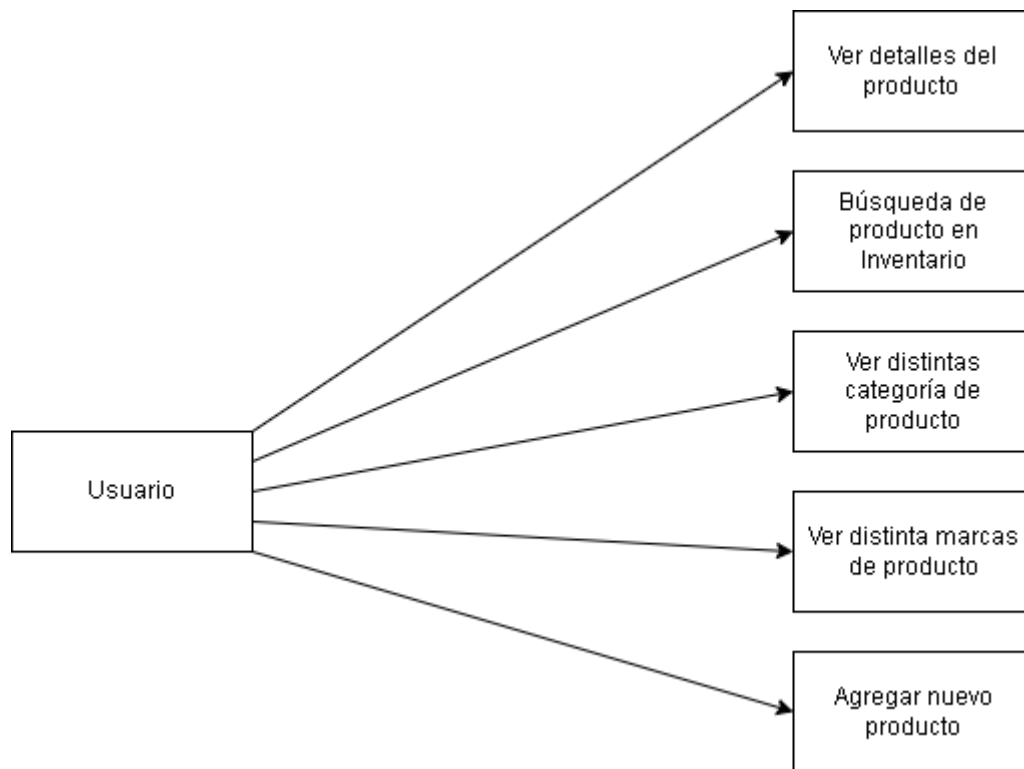 Ver detalles del
producto
Búsqueda de
producto en
Inventario
Ver distintas
categoría de
producto
Usuario
Ver distinta marcas
de producto
Agregar nuevo
producto